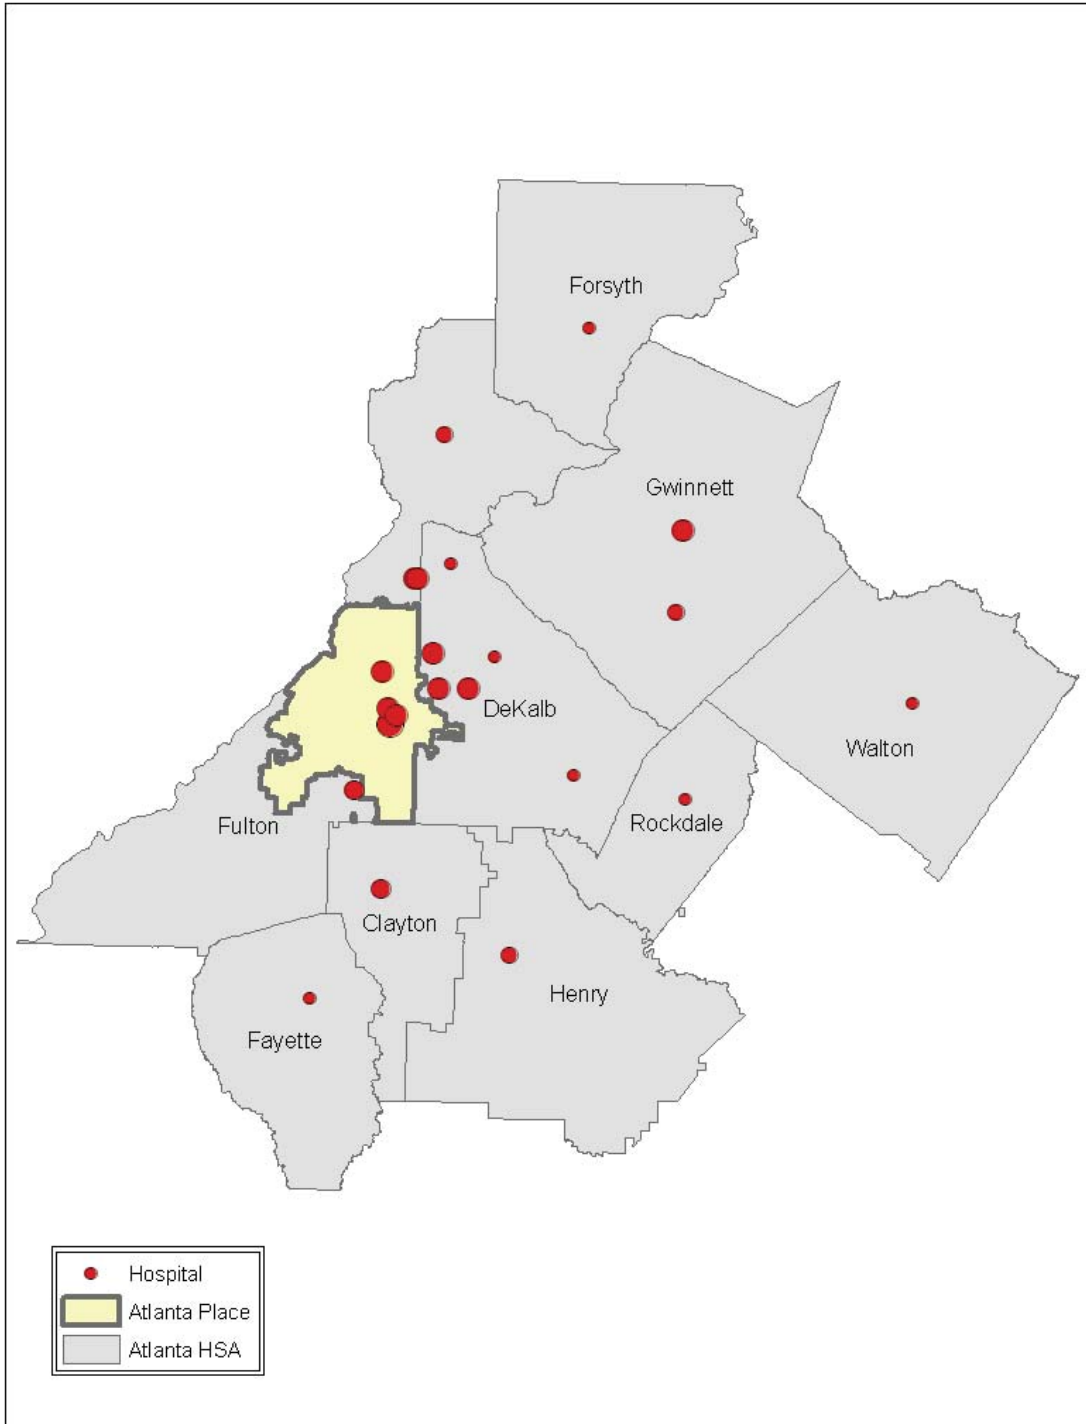 Forsyth
Gwinnett
DeKalb
Walton
Rockdale
Fulton
Clayton
Henry
Fayette
Hospital
Atlanta Place
Atlanta HSA